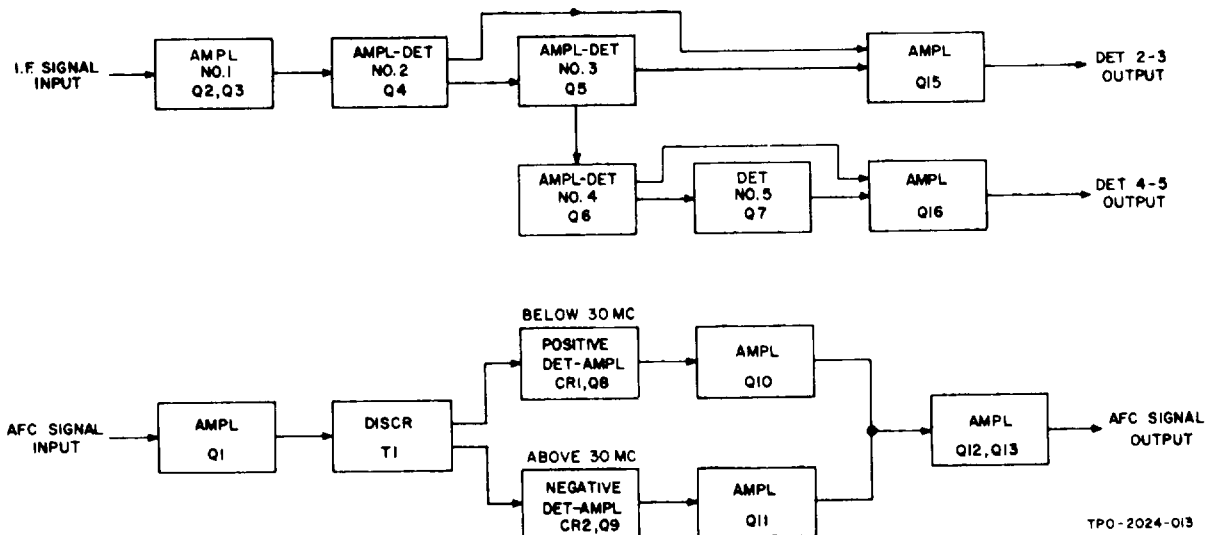 I.F. SIGNAL
INPUT
AMPL
NO.1
Q2,Q3
AMPL-DET
NO.2
Q4
AMPL-DET
NO.3
Q5
AMPL
Q15
DET 2-3
OUTPUT
AMPL-DET
NO.4
Q6
DET
NO.5
Q7
AMPL
Q16
DET 4-5
OUTPUT
AFC SIGNAL
INPUT
AMPL
Q1
DISCR
T1
BELOW 30 MC
POSITIVE
DET-AMPL
CR1,Q8
AMPL
Q10
ABOVE 30 MC
NEGATIVE
DET-AMPL
CR2,Q9
AMPL
Q11
AMPL
Q12,Q13
AFC SIGNAL
OUTPUT
TPO-2024-013